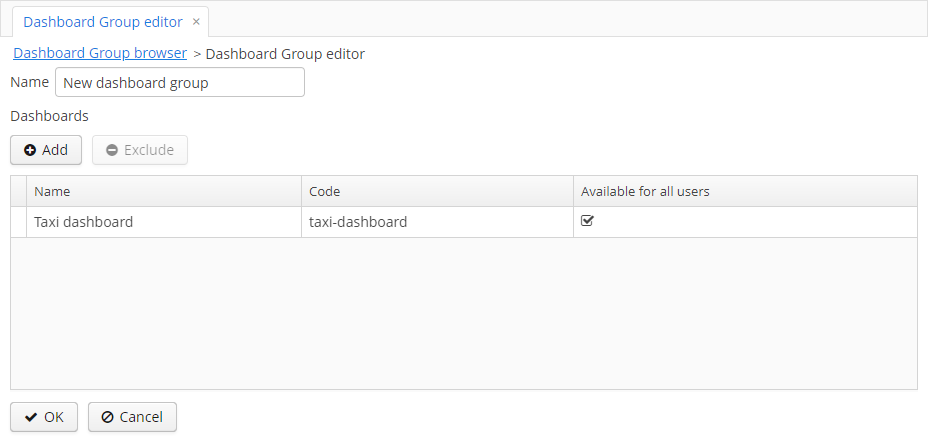 Dashboard Group editor ×
Dashboard Group browser > Dashboard Group editor
Name New dashboard group
Dashboards
Add Exclude
Name Code Available for all users
Taxi dashboard taxi-dashboard
OK Cancel